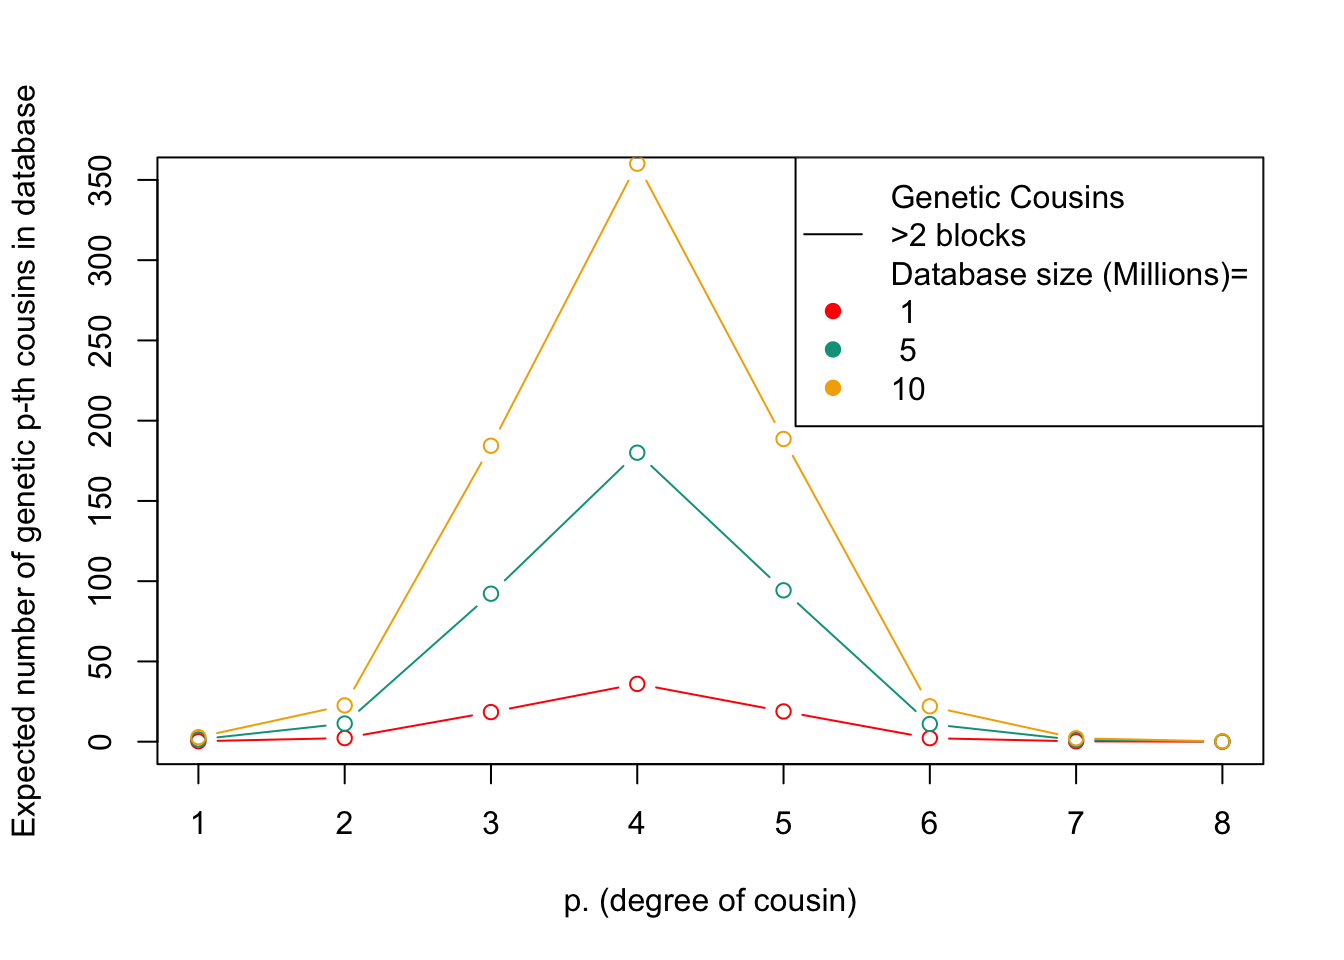 Expected number of genetic p-th cousins in database
350
300
250
200
150
100
50
0
Genetic Cousins
>2 blocks
Database size (Millions)=
1
5
10
1 2 3 4 5 6 7 8
p. (degree of cousin)